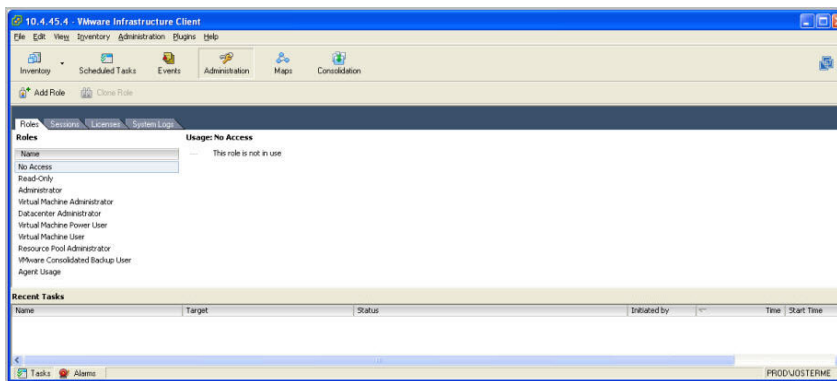 10.4.45.4 - VMware Infrastructure Client
File Edit View Inventory Administration Plugins Help
Inventory Scheduled Tasks Events Administration Maps Consolidation
Add Role Clone Role
Roles Sessions Licenses System Logs
Roles Usage: No Access
Name This role is not in use
No Access
Read-Only
Administrator
Virtual Machine Administrator
Datacenter Administrator
Virtual Machine Power User
Virtual Machine User
Resource Pool Administrator
VMware Consolidated Backup User
Agent Usage
Recent Tasks
Name Target Status Initiated by Time Start Time
Tasks Alarms PROD\JOSTERME